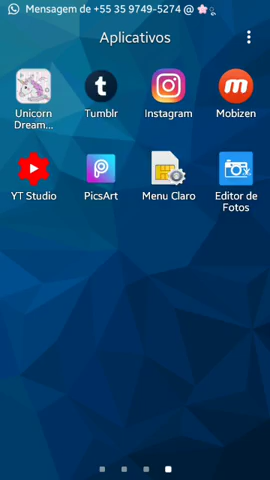 Mensagem de +55 35 9749-5274 @ 🌸
Aplicativos
Unicorn Dream...
Tumblr
Instagram
Mobizen
YT Studio
PicsArt
Menu Claro
Editor de Fotos